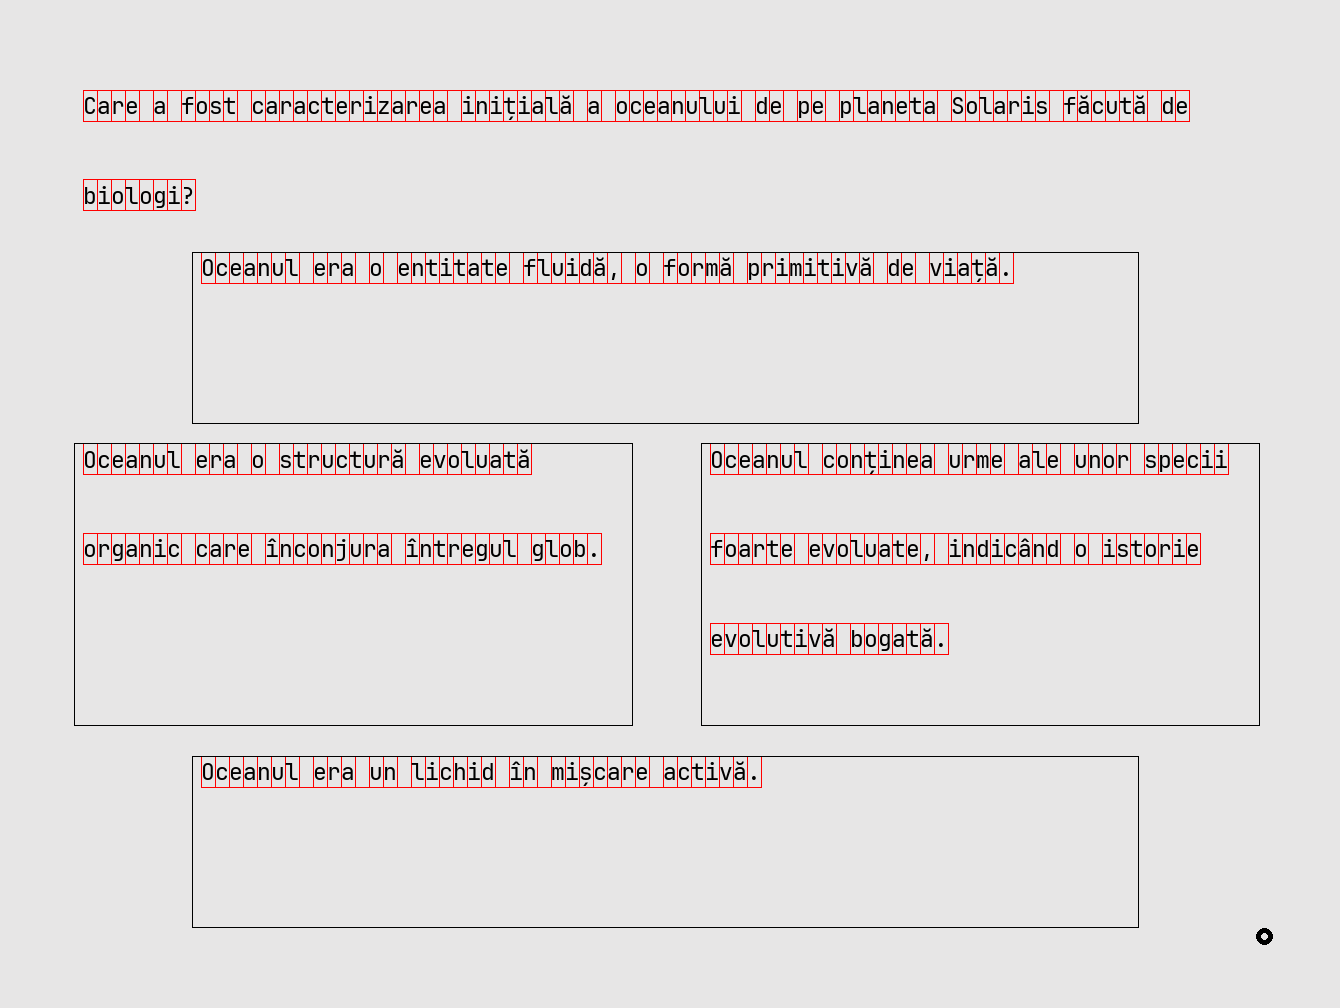 Care a fost caracterizarea inițială a oceanului de pe planeta Solaris făcută de
biologi?
Oceanul era o entitate fluidă, o formă primitivă de viață.
Oceanul era o structură evoluată
organic care înconjura întregul glob.
Oceanul conținea urme ale unor specii
foarte evoluate, indicând o istorie
evolutivă bogată.
Oceanul era un lichid în mișcare activă.